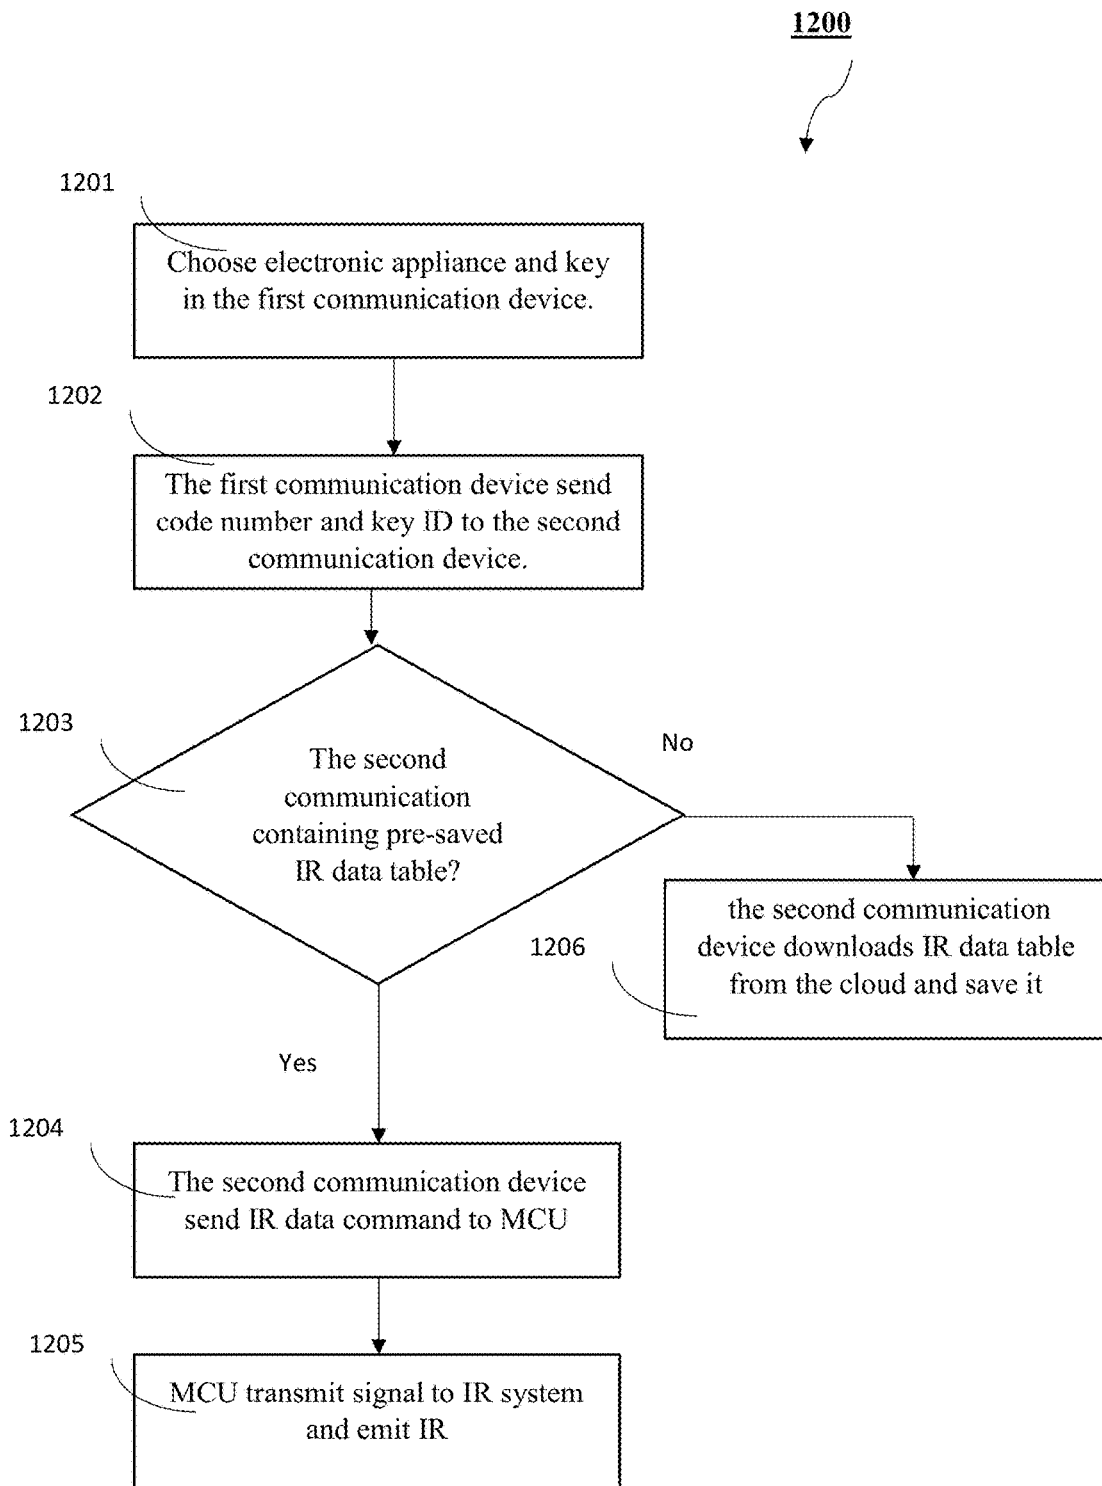 1200
1201
Choose electronic appliance and key
in the first communication device.
1202
The first communication device send
code number and key ID to the second
communication device.
1203
The second
communication
containing pre-saved
IR data table?
No
the second communication
device downloads IR data table
from the cloud and save it
1206
Yes
1204
The second communication device
send IR data command to MCU
1205
MCU transmit signal to IR system
and emit IR